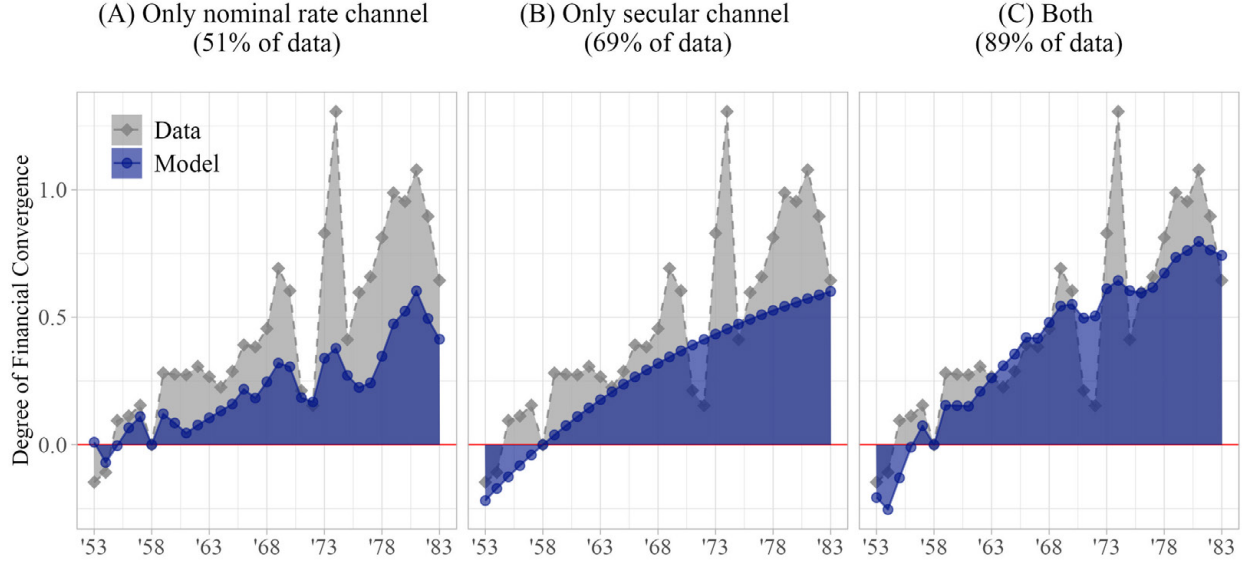 (A) Only nominal rate channel
(51% of data)
(B) Only secular channel
(69% of data)
(C) Both
(89% of data)
Degree of Financial Convergence
Data
Model
1.0
0.5
0.0
'53 '58 '63 '68 '73 '78 '83
'53 '58 '63 '68 '73 '78 '83
'53 '58 '63 '68 '73 '78 '83